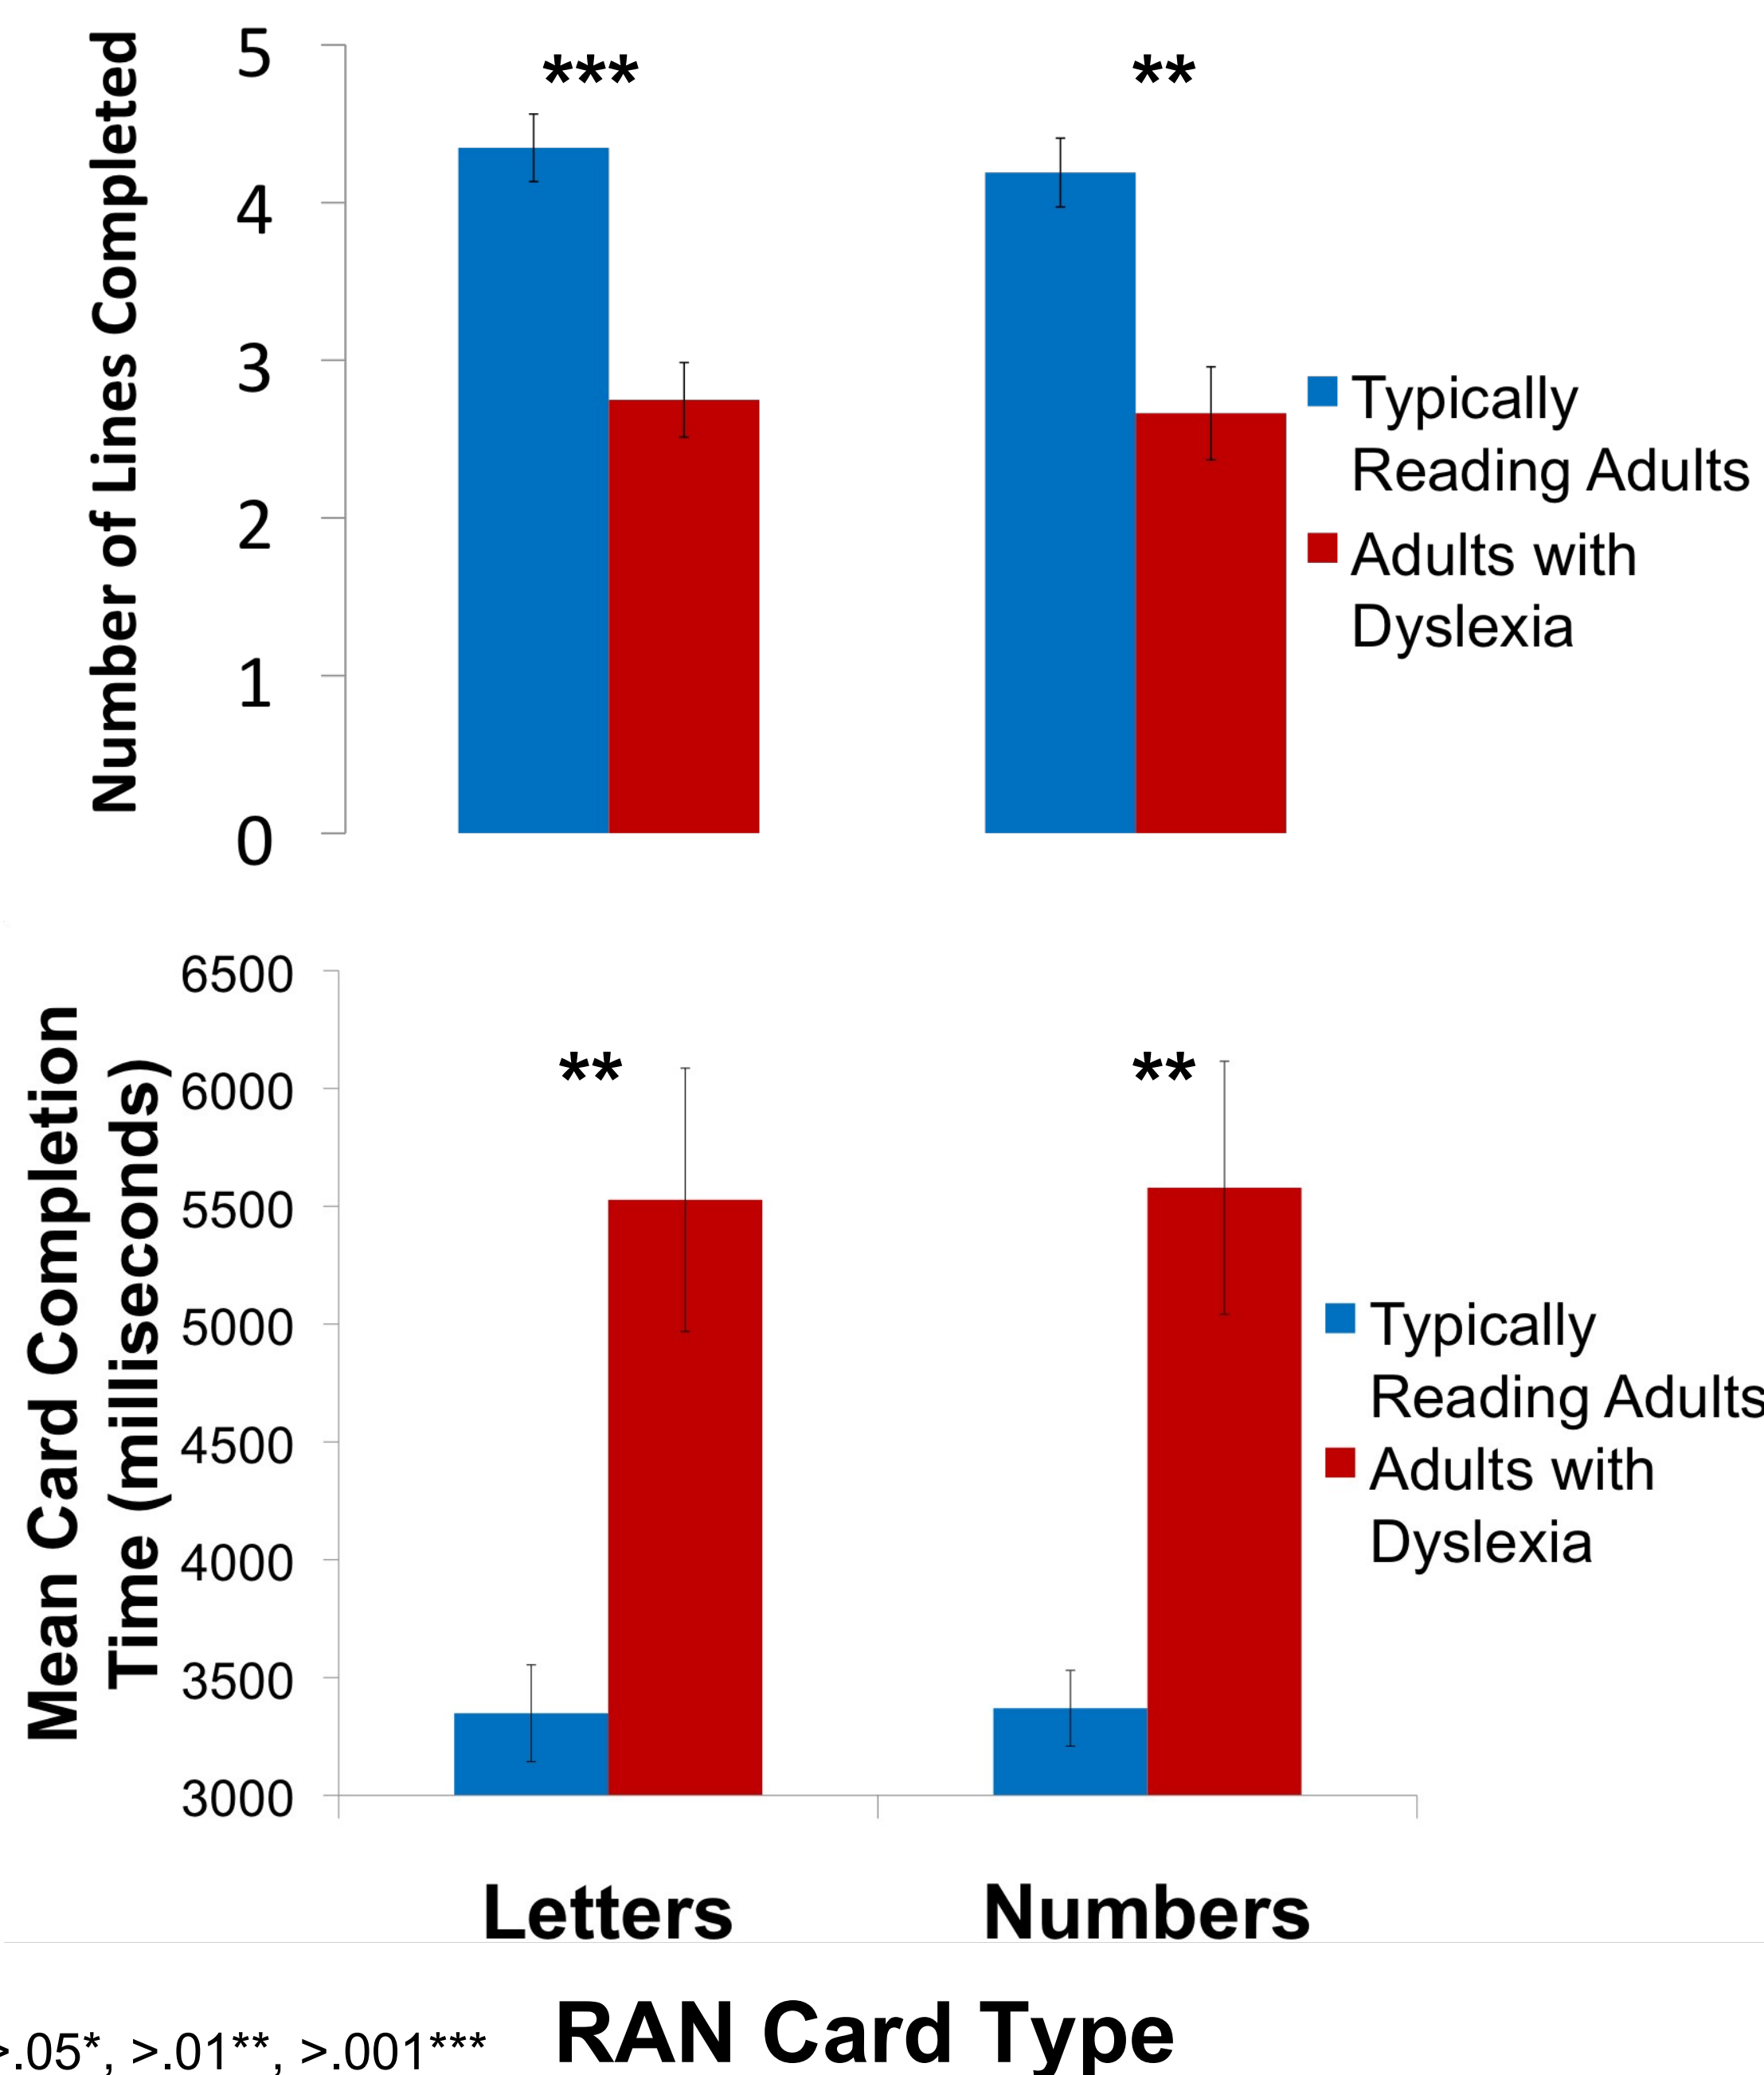 Number of Lines Completed
5
4
3
2
1
0
***
**
Typically
Reading Adults
Adults with
Dyslexia
Mean Card Completion
Time (milliseconds)
6500
6000
5500
5000
4500
4000
3500
3000
**
**
Typically
Reading Adults
Adults with
Dyslexia
Letters
Numbers
>.05*, >.01**, >.001***
RAN Card Type